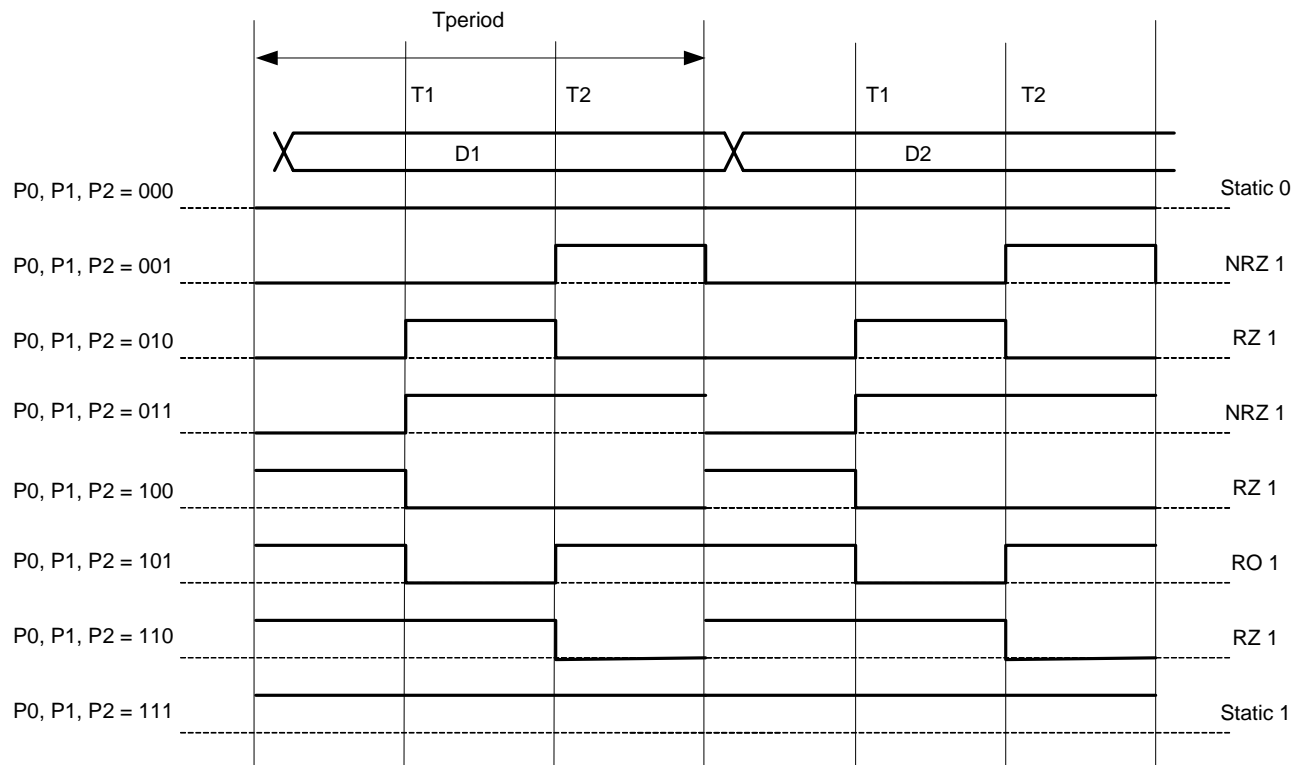 Tperiod
T1 T2 T1 T2
D1 D2
P0, P1, P2 = 000 Static 0
P0, P1, P2 = 001 NRZ 1
P0, P1, P2 = 010 RZ 1
P0, P1, P2 = 011 NRZ 1
P0, P1, P2 = 100 RZ 1
P0, P1, P2 = 101 RO 1
P0, P1, P2 = 110 RZ 1
P0, P1, P2 = 111 Static 1